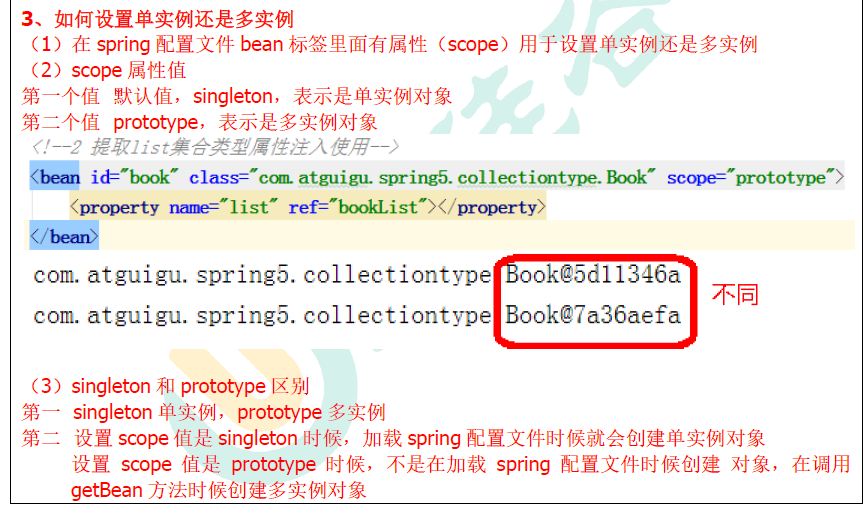 3、如何设置单实例还是多实例
（1）在 spring 配置文件 bean 标签里面有属性（scope）用于设置单实例还是多实例
（2）scope 属性值
第一个值 默认值，singleton，表示是单实例对象
第二个值 prototype，表示是多实例对象
<!--2 提取list集合类型属性注入使用-->
<bean id="book" class="com.atguigu.spring5.collectiontype.Book" scope="prototype">
<property name="list" ref="bookList"></property>
</bean>
com.atguigu.spring5.collectiontype.Book@5d11346a
com.atguigu.spring5.collectiontype.Book@7a36aefa
不同
（3）singleton 和 prototype 区别
第一 singleton 单实例，prototype 多实例
第二 设置 scope 值是 singleton 时候，加载 spring 配置文件时候就会创建单实例对象
设置 scope 值是 prototype 时候，不是在加载 spring 配置文件时候创建 对象，在调用
getBean 方法时候创建多实例对象